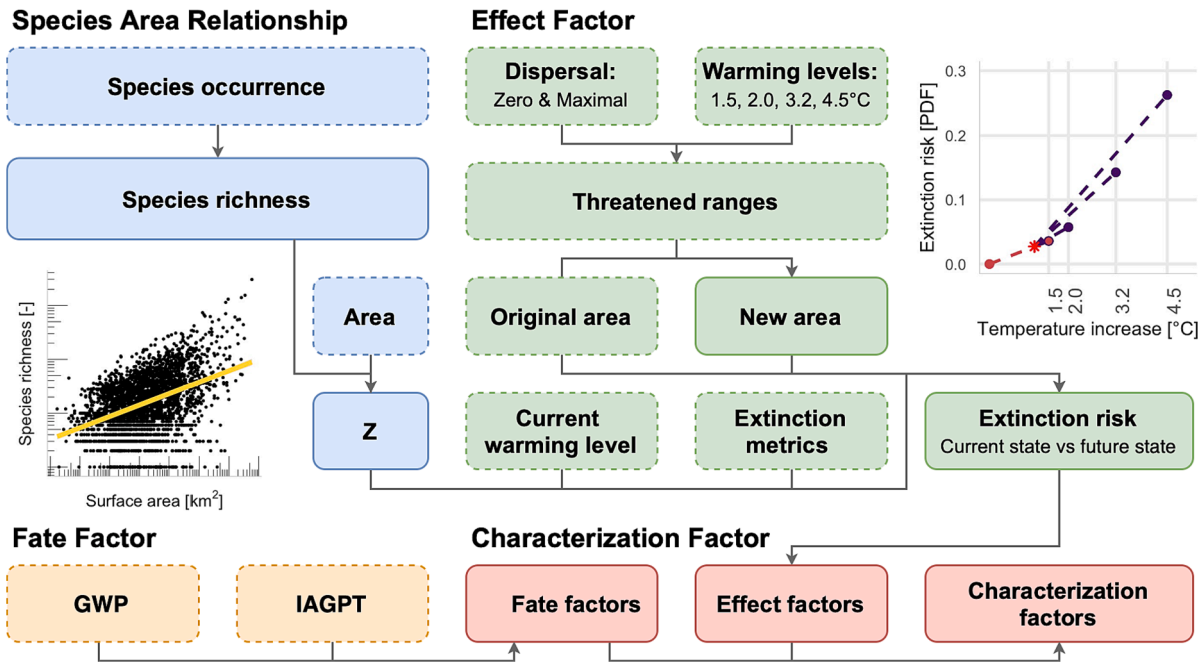 Species Area Relationship
Species occurrence
Species richness
Area
Z
Species richness [-]
Surface area [km²]
Effect Factor
Dispersal:
Zero & Maximal
Warming levels:
1.5, 2.0, 3.2, 4.5°C
Threatened ranges
Original area
New area
Current
warming level
Extinction
metrics
Extinction risk
Current state vs future state
Extinction risk [PDF]
0.3
0.2
0.1
0.0
1.5
2.0
3.2
4.5
Temperature increase [°C]
Fate Factor
GWP
IAGPT
Characterization Factor
Fate factors
Effect factors
Characterization
factors